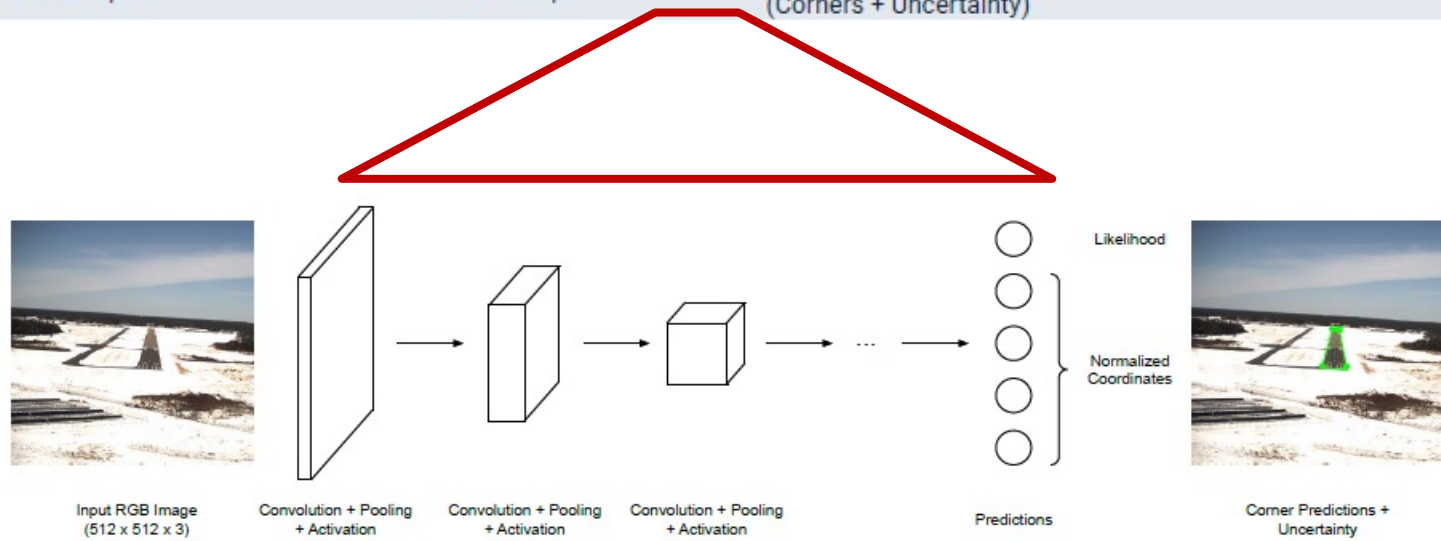 (Corners + Uncertainty)
Likelihood
Normalized
Coordinates
...
Input RGB Image
(512 x 512 x 3)
Convolution + Pooling
+ Activation
Convolution + Pooling
+ Activation
Convolution + Pooling
+ Activation
Predictions
Corner Predictions +
Uncertainty